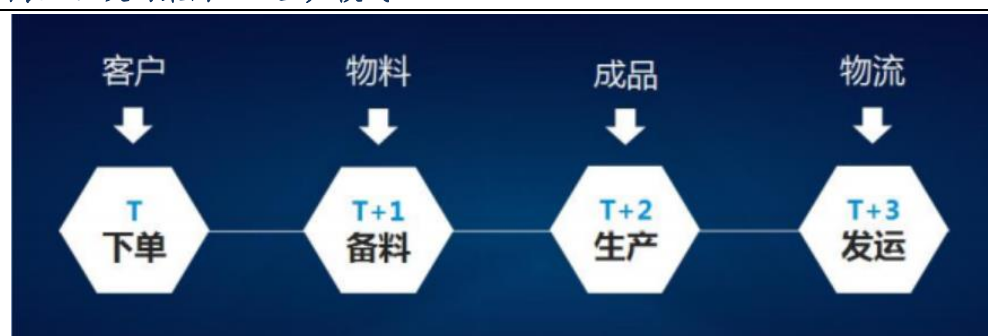 客户 物料 成品 物流
T T+1 T+2 T+3
下单 备料 生产 发运